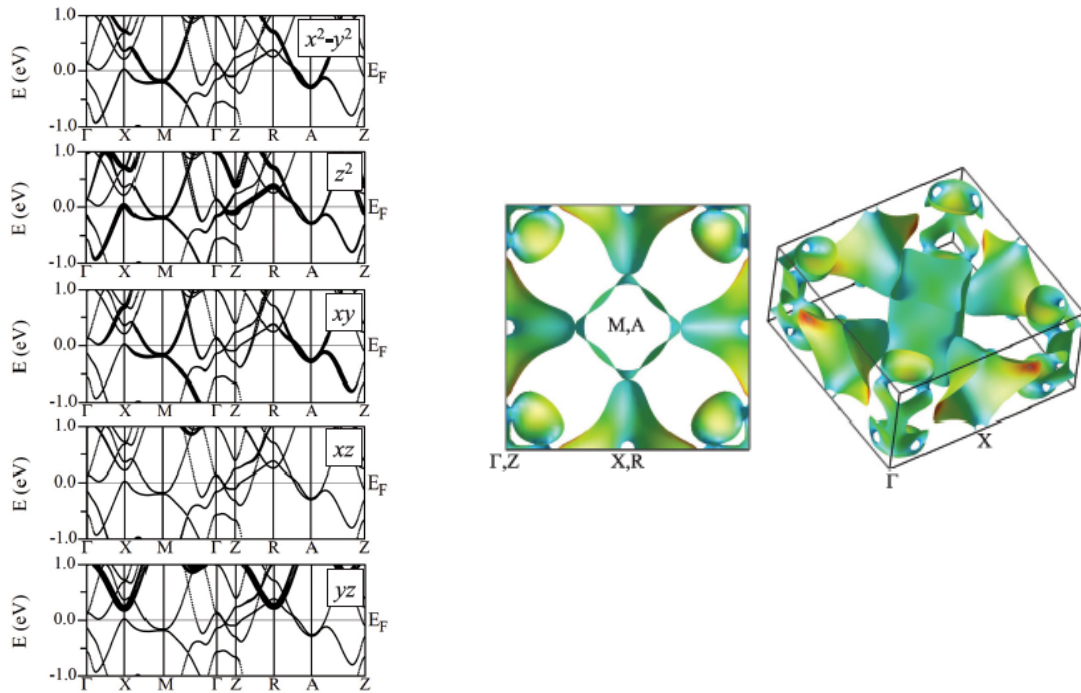 1.0
x²-y²
E (eV)
0.0
E_F
-1.0
Γ X M Γ Z R A Z
1.0
z²
E (eV)
0.0
E_F
-1.0
Γ X M Γ Z R A Z
1.0
xy
E (eV)
0.0
E_F
-1.0
Γ X M Γ Z R A Z
1.0
xz
E (eV)
0.0
E_F
-1.0
Γ X M Γ Z R A Z
1.0
yz
E (eV)
0.0
E_F
-1.0
Γ X M Γ Z R A Z
M,A
Γ,Z X,R
X
Γ